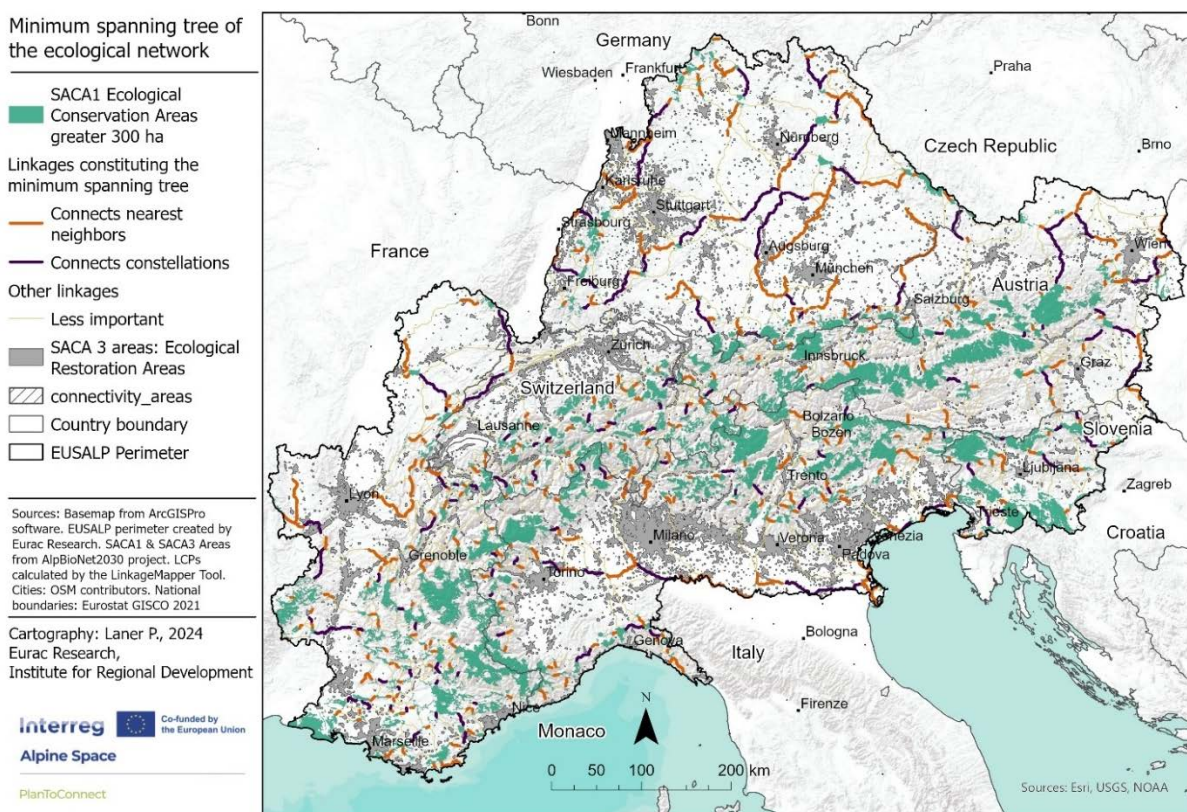 Minimum spanning tree of
the ecological network
SACA1 Ecological
Conservation Areas
greater 300 ha
Linkages constituting the
minimum spanning tree
Connects nearest
neighbors
Connects constellations
Other linkages
Less important
SACA 3 areas: Ecological
Restoration Areas
connectivity_areas
Country boundary
EUSALP Perimeter
Sources: Basemap from ArcGISPro
software. EUSALP perimeter created by
Eurac Research. SACA1 & SACA3 Areas
from AlpBioNet2030 project. LCPs
calculated by the LinkageMapper Tool.
Cities: OSM contributors. National
boundaries: Eurostat GISCO 2021
Cartography: Laner P., 2024
Eurac Research,
Institute for Regional Development
Interreg
Co-funded by
the European Union
Alpine Space
PlanToConnect
Bonn
Germany
Wiesbaden
Frankfurt
Praha
Mannheim
Nürnberg
Czech Republic
Brno
Karlsruhe
Stuttgart
Strasbourg
France
Augsburg
München
Wien
Freiburg
Salzburg
Austria
Zürich
Innsbruck
Graz
Switzerland
Bolzano
Bozen
Lausanne
Slovenia
Trento
Ljubljana
Zagreb
Lyon
Trieste
Croatia
Milano
Verona
Venezia
Padova
Grenoble
Torino
Bologna
Genova
Italy
Nice
Firenze
Monaco
Marseille
N
0 50 100 200 km
Sources: Esri, USGS, NOAA